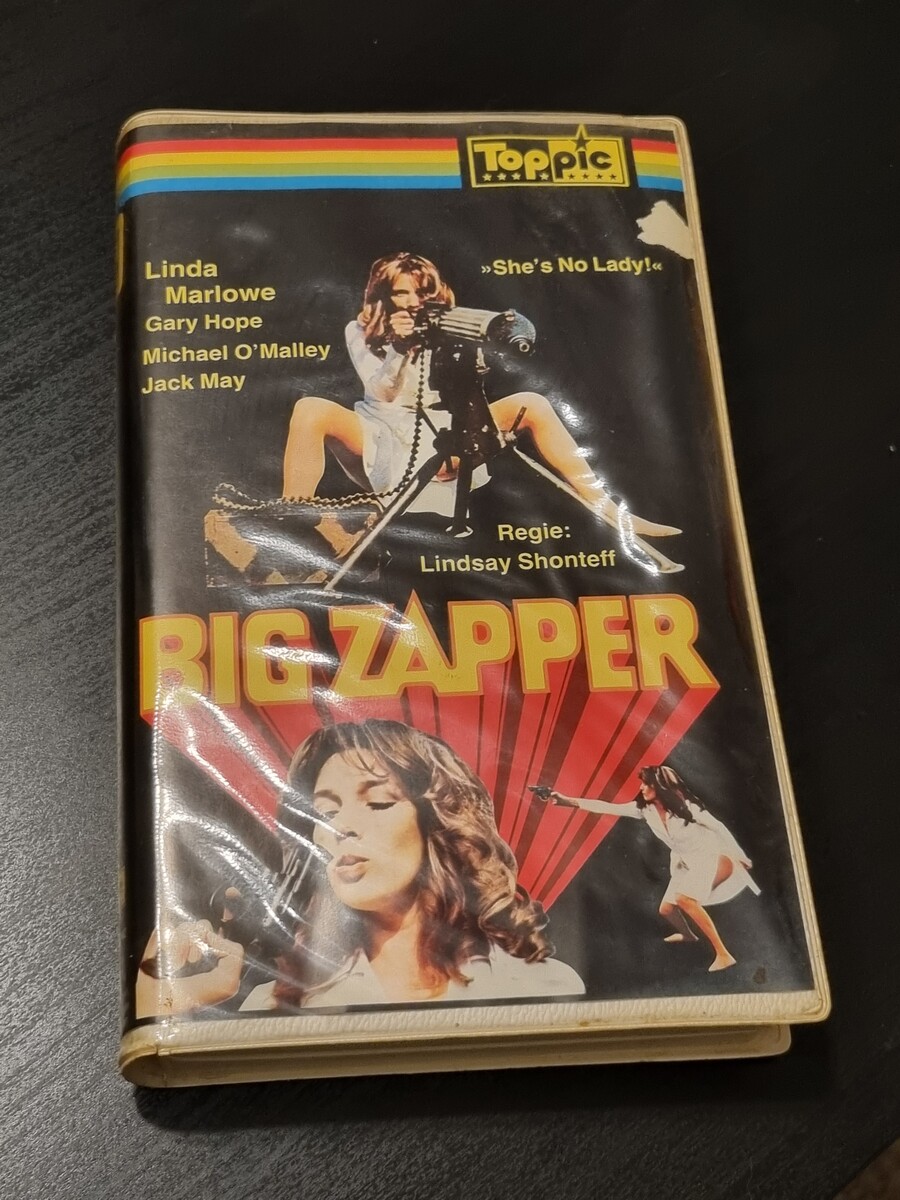 Toppic
»She's No Lady!«
Linda
Marlowe
Gary Hope
Michael O'Malley
Jack May
Regie:
Lindsay Shonteff
BIG ZAPPER